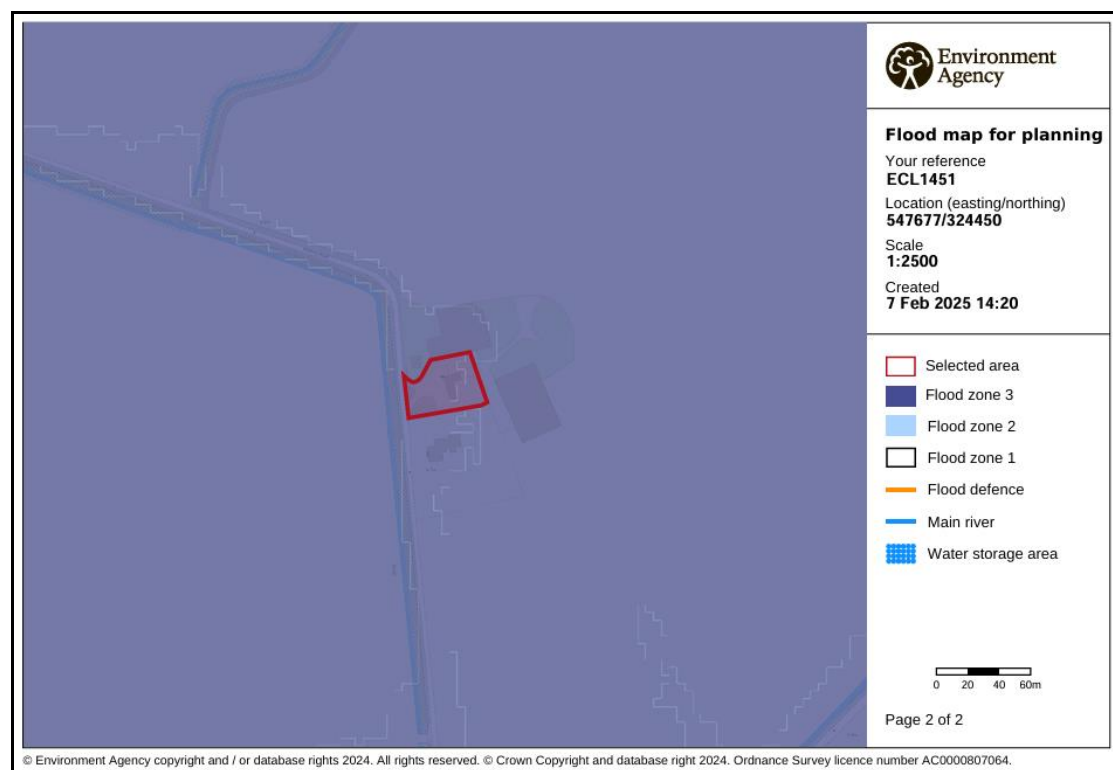 Environment
Agency
Flood map for planning
Your reference
ECL1451
Location (easting/northing)
547677/324450
Scale
1:2500
Created
7 Feb 2025 14:20
Selected area
Flood zone 3
Flood zone 2
Flood zone 1
Flood defence
Main river
Water storage area
0 20 40 60m
Page 2 of 2
© Environment Agency copyright and / or database rights 2024. All rights reserved. © Crown Copyright and database right 2024. Ordnance Survey licence number AC0000807064.